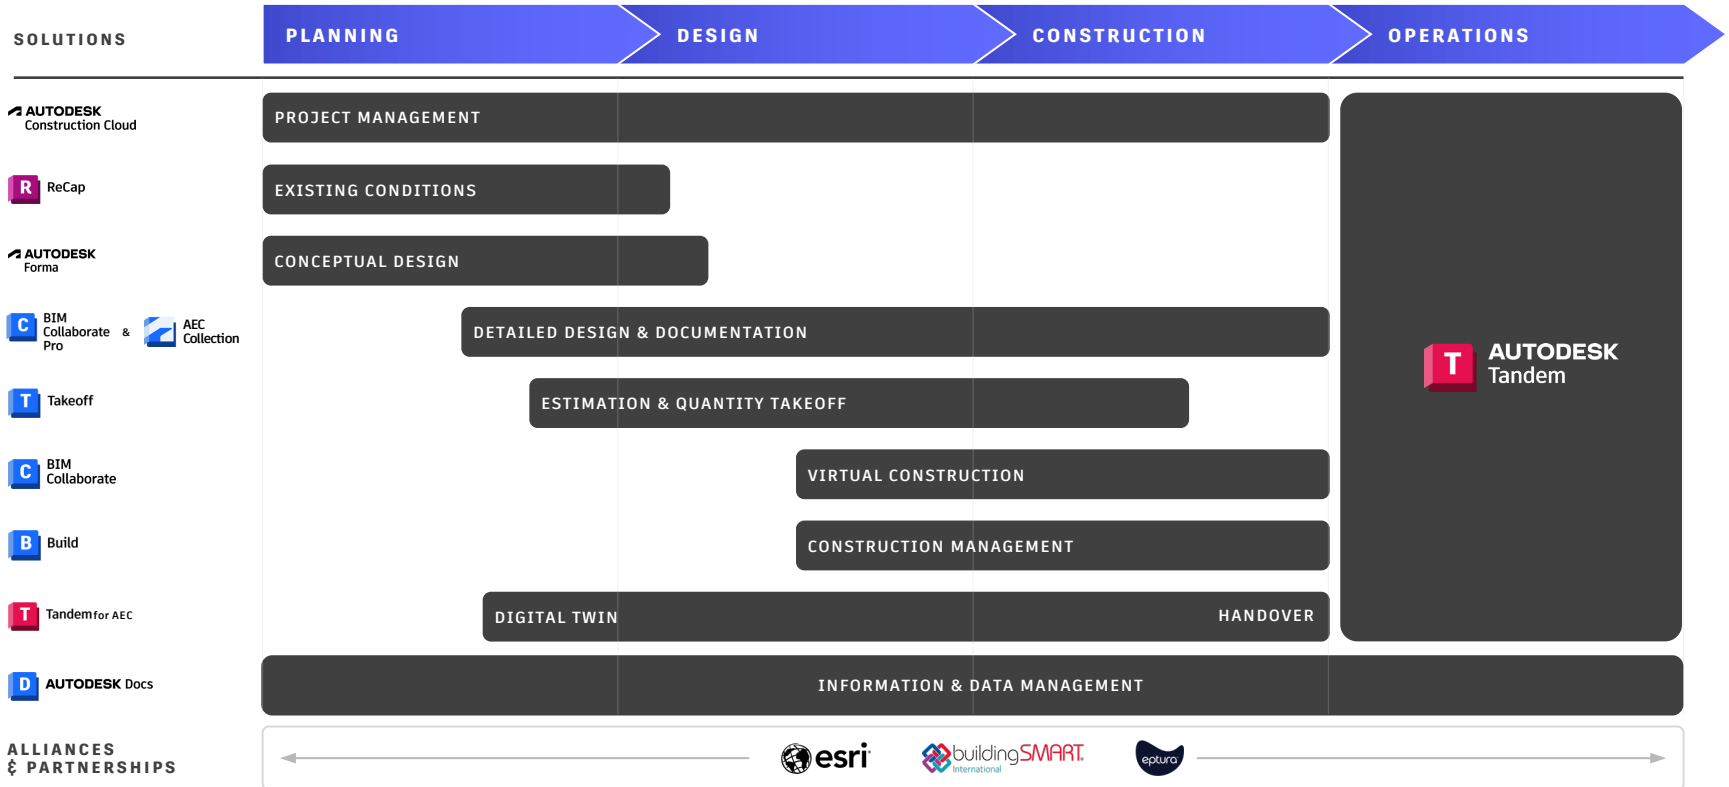 SOLUTIONS
PLANNING
DESIGN
CONSTRUCTION
OPERATIONS
AUTODESK
Construction Cloud
PROJECT MANAGEMENT
R ReCap
EXISTING CONDITIONS
AUTODESK
Forma
CONCEPTUAL DESIGN
C BIM
Collaborate
Pro
&
AEC
Collection
DETAILED DESIGN & DOCUMENTATION
T AUTODESK
Tandem
T Takeoff
ESTIMATION & QUANTITY TAKEOFF
C BIM
Collaborate
VIRTUAL CONSTRUCTION
B Build
CONSTRUCTION MANAGEMENT
T Tandem for AEC
DIGITAL TWIN
HANDOVER
D AUTODESK Docs
INFORMATION & DATA MANAGEMENT
ALLIANCES
& PARTNERSHIPS
esri
buildingSMART®
International
eptura